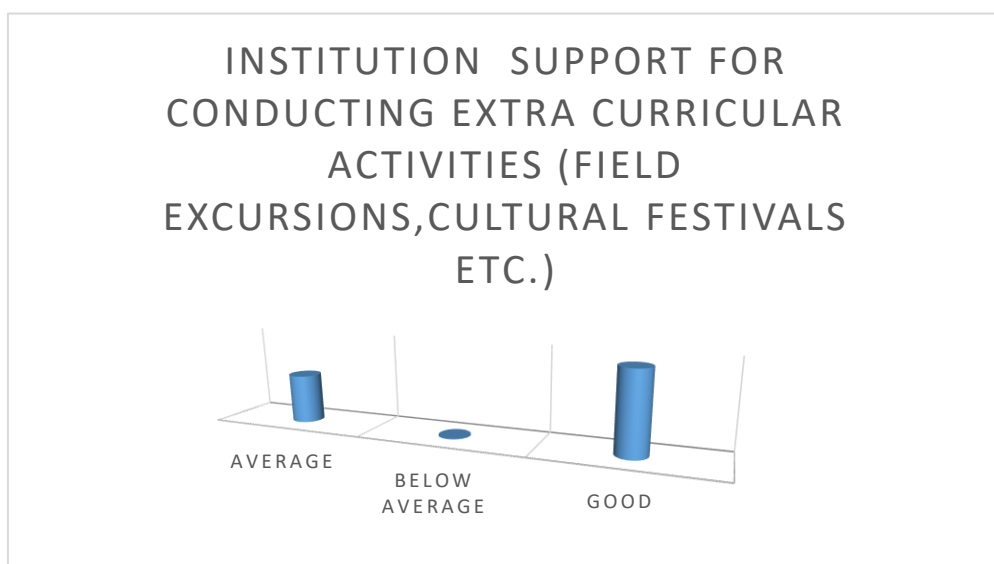 INSTITUTION SUPPORT FOR
CONDUCTING EXTRA CURRICULAR
ACTIVITIES (FIELD
EXCURSIONS,CULTURAL FESTIVALS
ETC.)
AVERAGE
BELOW
AVERAGE
GOOD